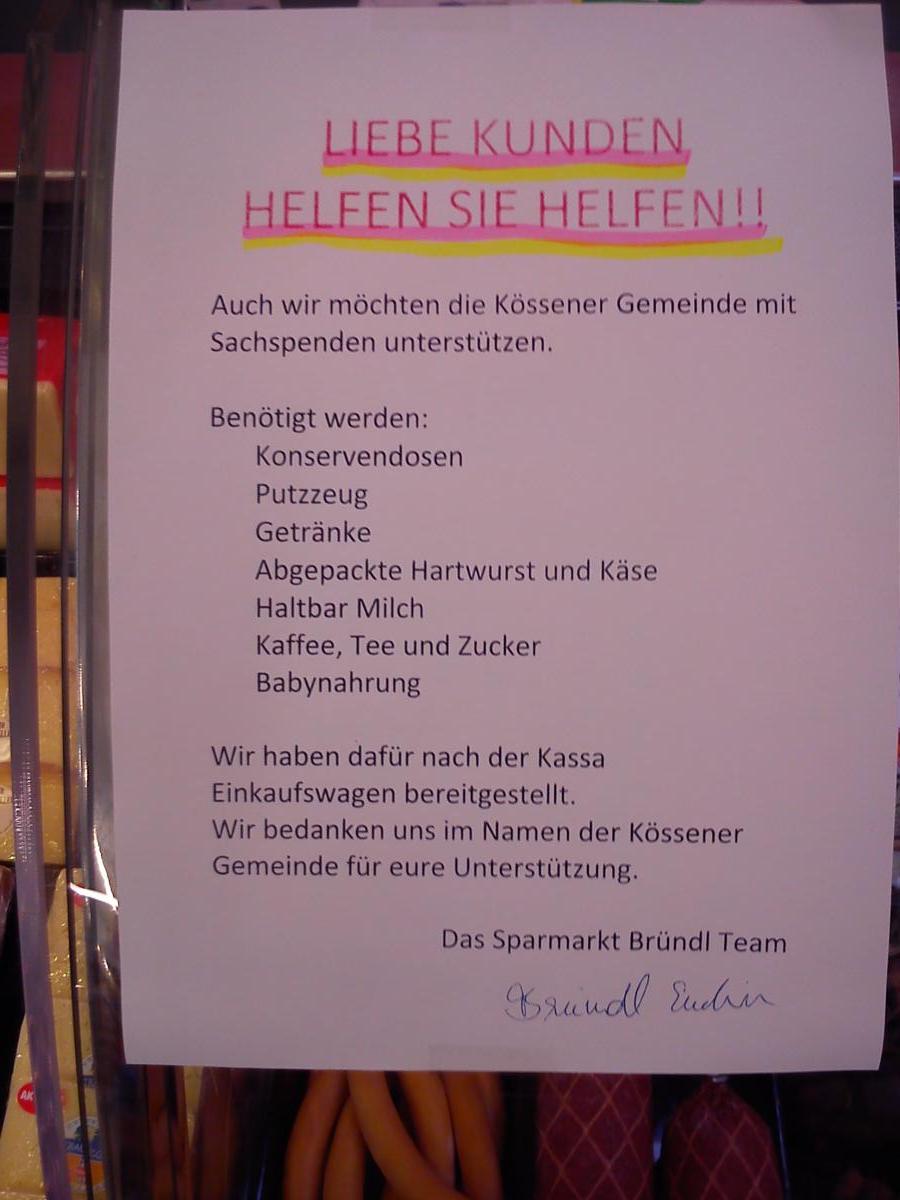 LIEBE KUNDEN
HELFEN SIE HELFEN!!
Auch wir möchten die Kössener Gemeinde mit
Sachspenden unterstützen.
Benötigt werden:
Konservendosen
Putzzeug
Getränke
Abgepackte Hartwurst und Käse
Haltbar Milch
Kaffee, Tee und Zucker
Babynahrung
Wir haben dafür nach der Kassa
Einkaufswagen bereitgestellt.
Wir bedanken uns im Namen der Kössener
Gemeinde für eure Unterstützung.
Das Sparmarkt Bründl Team
Bründl
AK